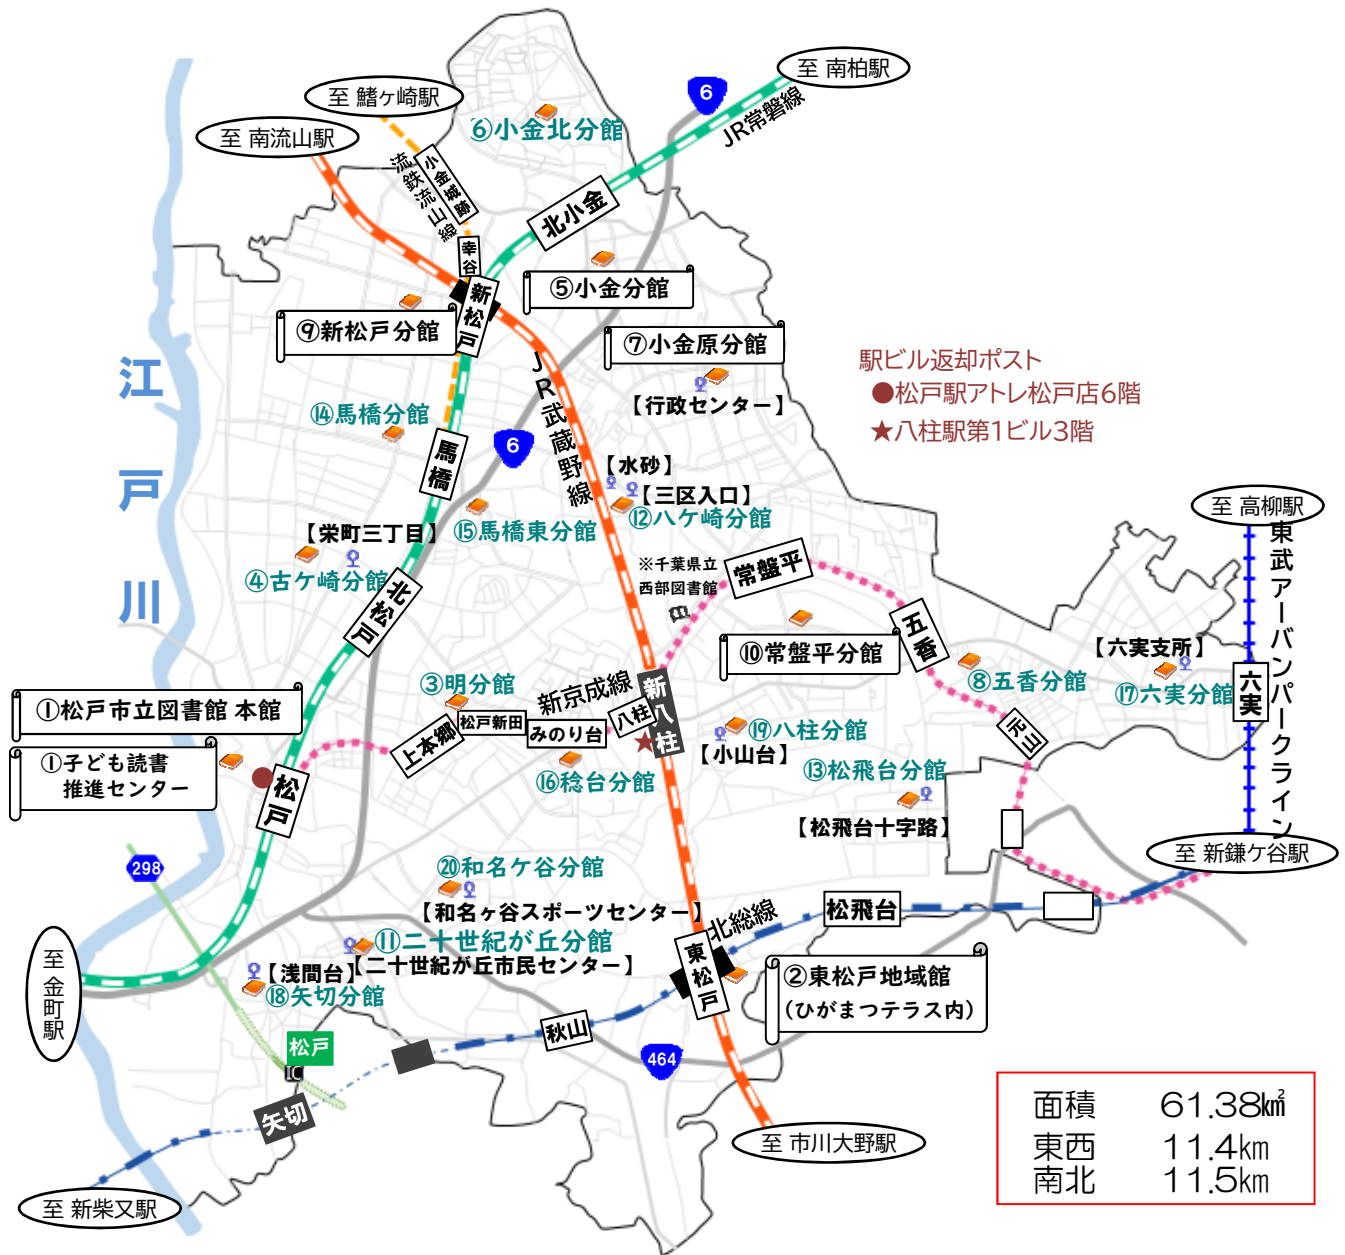 至 南柏駅
6
JR常磐線
至 鰭ヶ崎駅
⑥小金北分館
至 南流山駅
小金城跡
流鉄流山線
北小金
幸谷
⑤小金分館
新松戸
⑨新松戸分館
⑦小金原分館
江戸川
JR武蔵野線
駅ビル返却ポスト
●松戸駅アトレ松戸店6階
★八柱駅第1ビル3階
【行政センター】
⑭馬橋分館
馬橋
6
【水砂】
【三区入口】
⑫八ケ崎分館
⑮馬橋東分館
【栄町三丁目】
④古ケ崎分館
北松戸
※千葉県立
西部図書館
常盤平
至 高柳駅
東武アーバンパークライン
五香
⑩常盤平分館
⑧五香分館
【六実支所】
⑰六実分館
六実
①松戸市立図書館 本館
①子ども読書
推進センター
③明分館
新京成線
上本郷
松戸新田
みのり台
八柱
新八柱
元山
⑲八柱分館
【小山台】
⑬松飛台分館
【松飛台十字路】
松戸
⑯稔台分館
至 新鎌ケ谷駅
298
⑳和名ケ谷分館
【和名ヶ谷スポーツセンター】
⑪二十世紀が丘分館
【二十世紀が丘市民センター】
北総線
松飛台
東松戸
②東松戸地域館
(ひがまつテラス内)
至 金町駅
【浅間台】
⑱矢切分館
松戸
秋山
464
矢切
至 市川大野駅
至 新柴又駅
面積 61.38k㎡
東西 11.4km
南北 11.5km